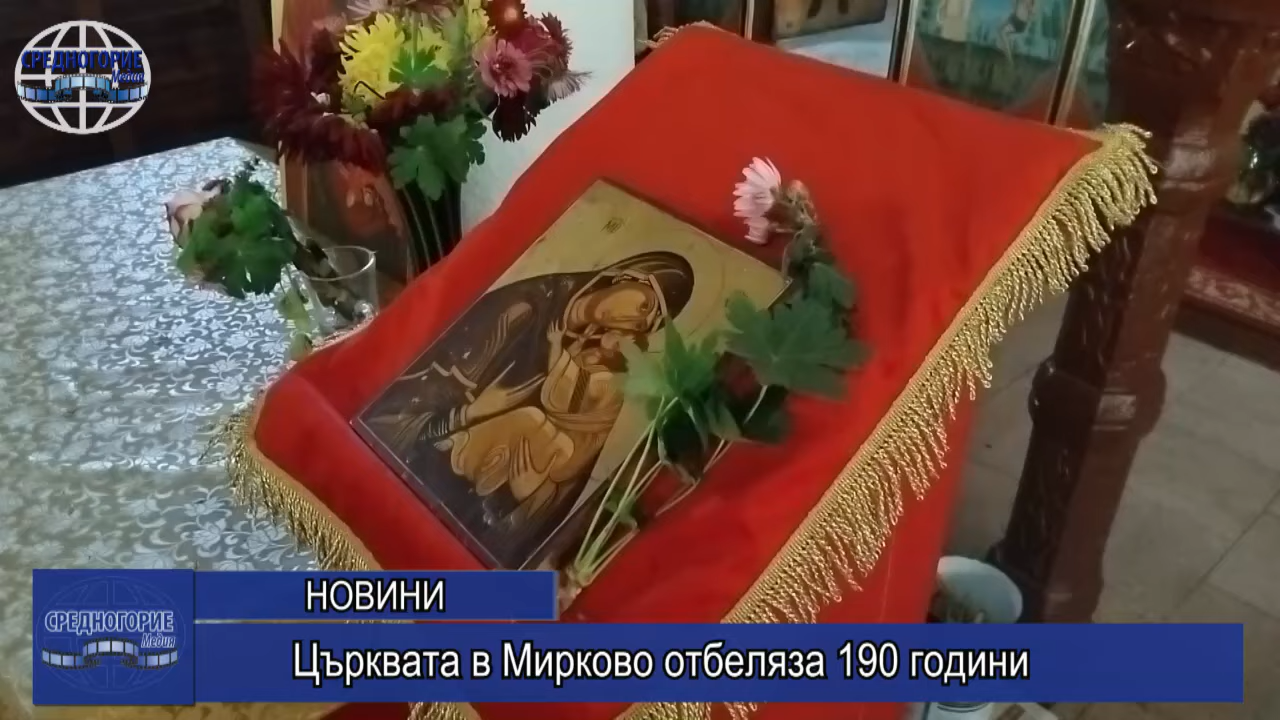 СРЕДНОГОРИЕ
Медия
НОВИНИ
СРЕДНОГОРИЕ
Медия
Църквата в Мирково отбеляза 190 години